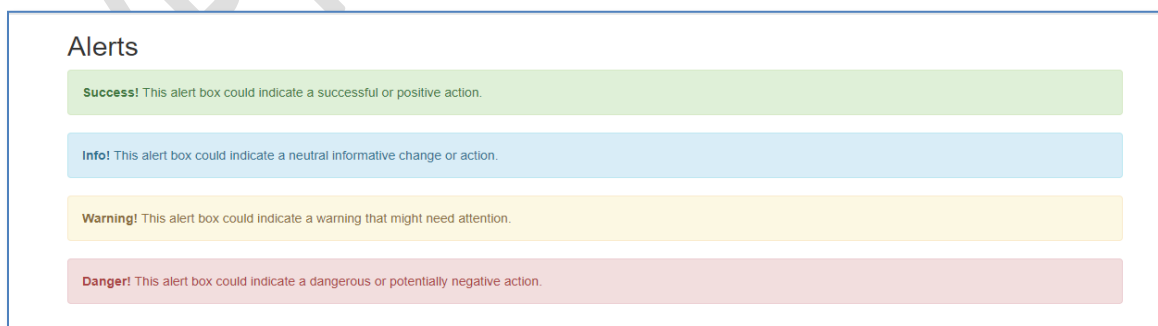 Alerts
Success! This alert box could indicate a successful or positive action.
Info! This alert box could indicate a neutral informative change or action.
Warning! This alert box could indicate a warning that might need attention.
Danger! This alert box could indicate a dangerous or potentially negative action.